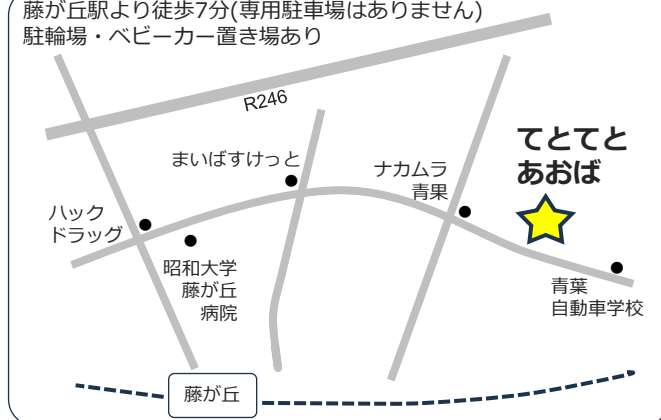 藤が丘駅より徒歩7分(専用駐車場はありません)
駐輪場・ベビーカー置き場あり
R246
てとてと
あおば
まいばすけっと
ナカムラ
青果
ハック
ドラッグ
昭和大学
藤が丘
病院
青葉
自動車学校
藤が丘